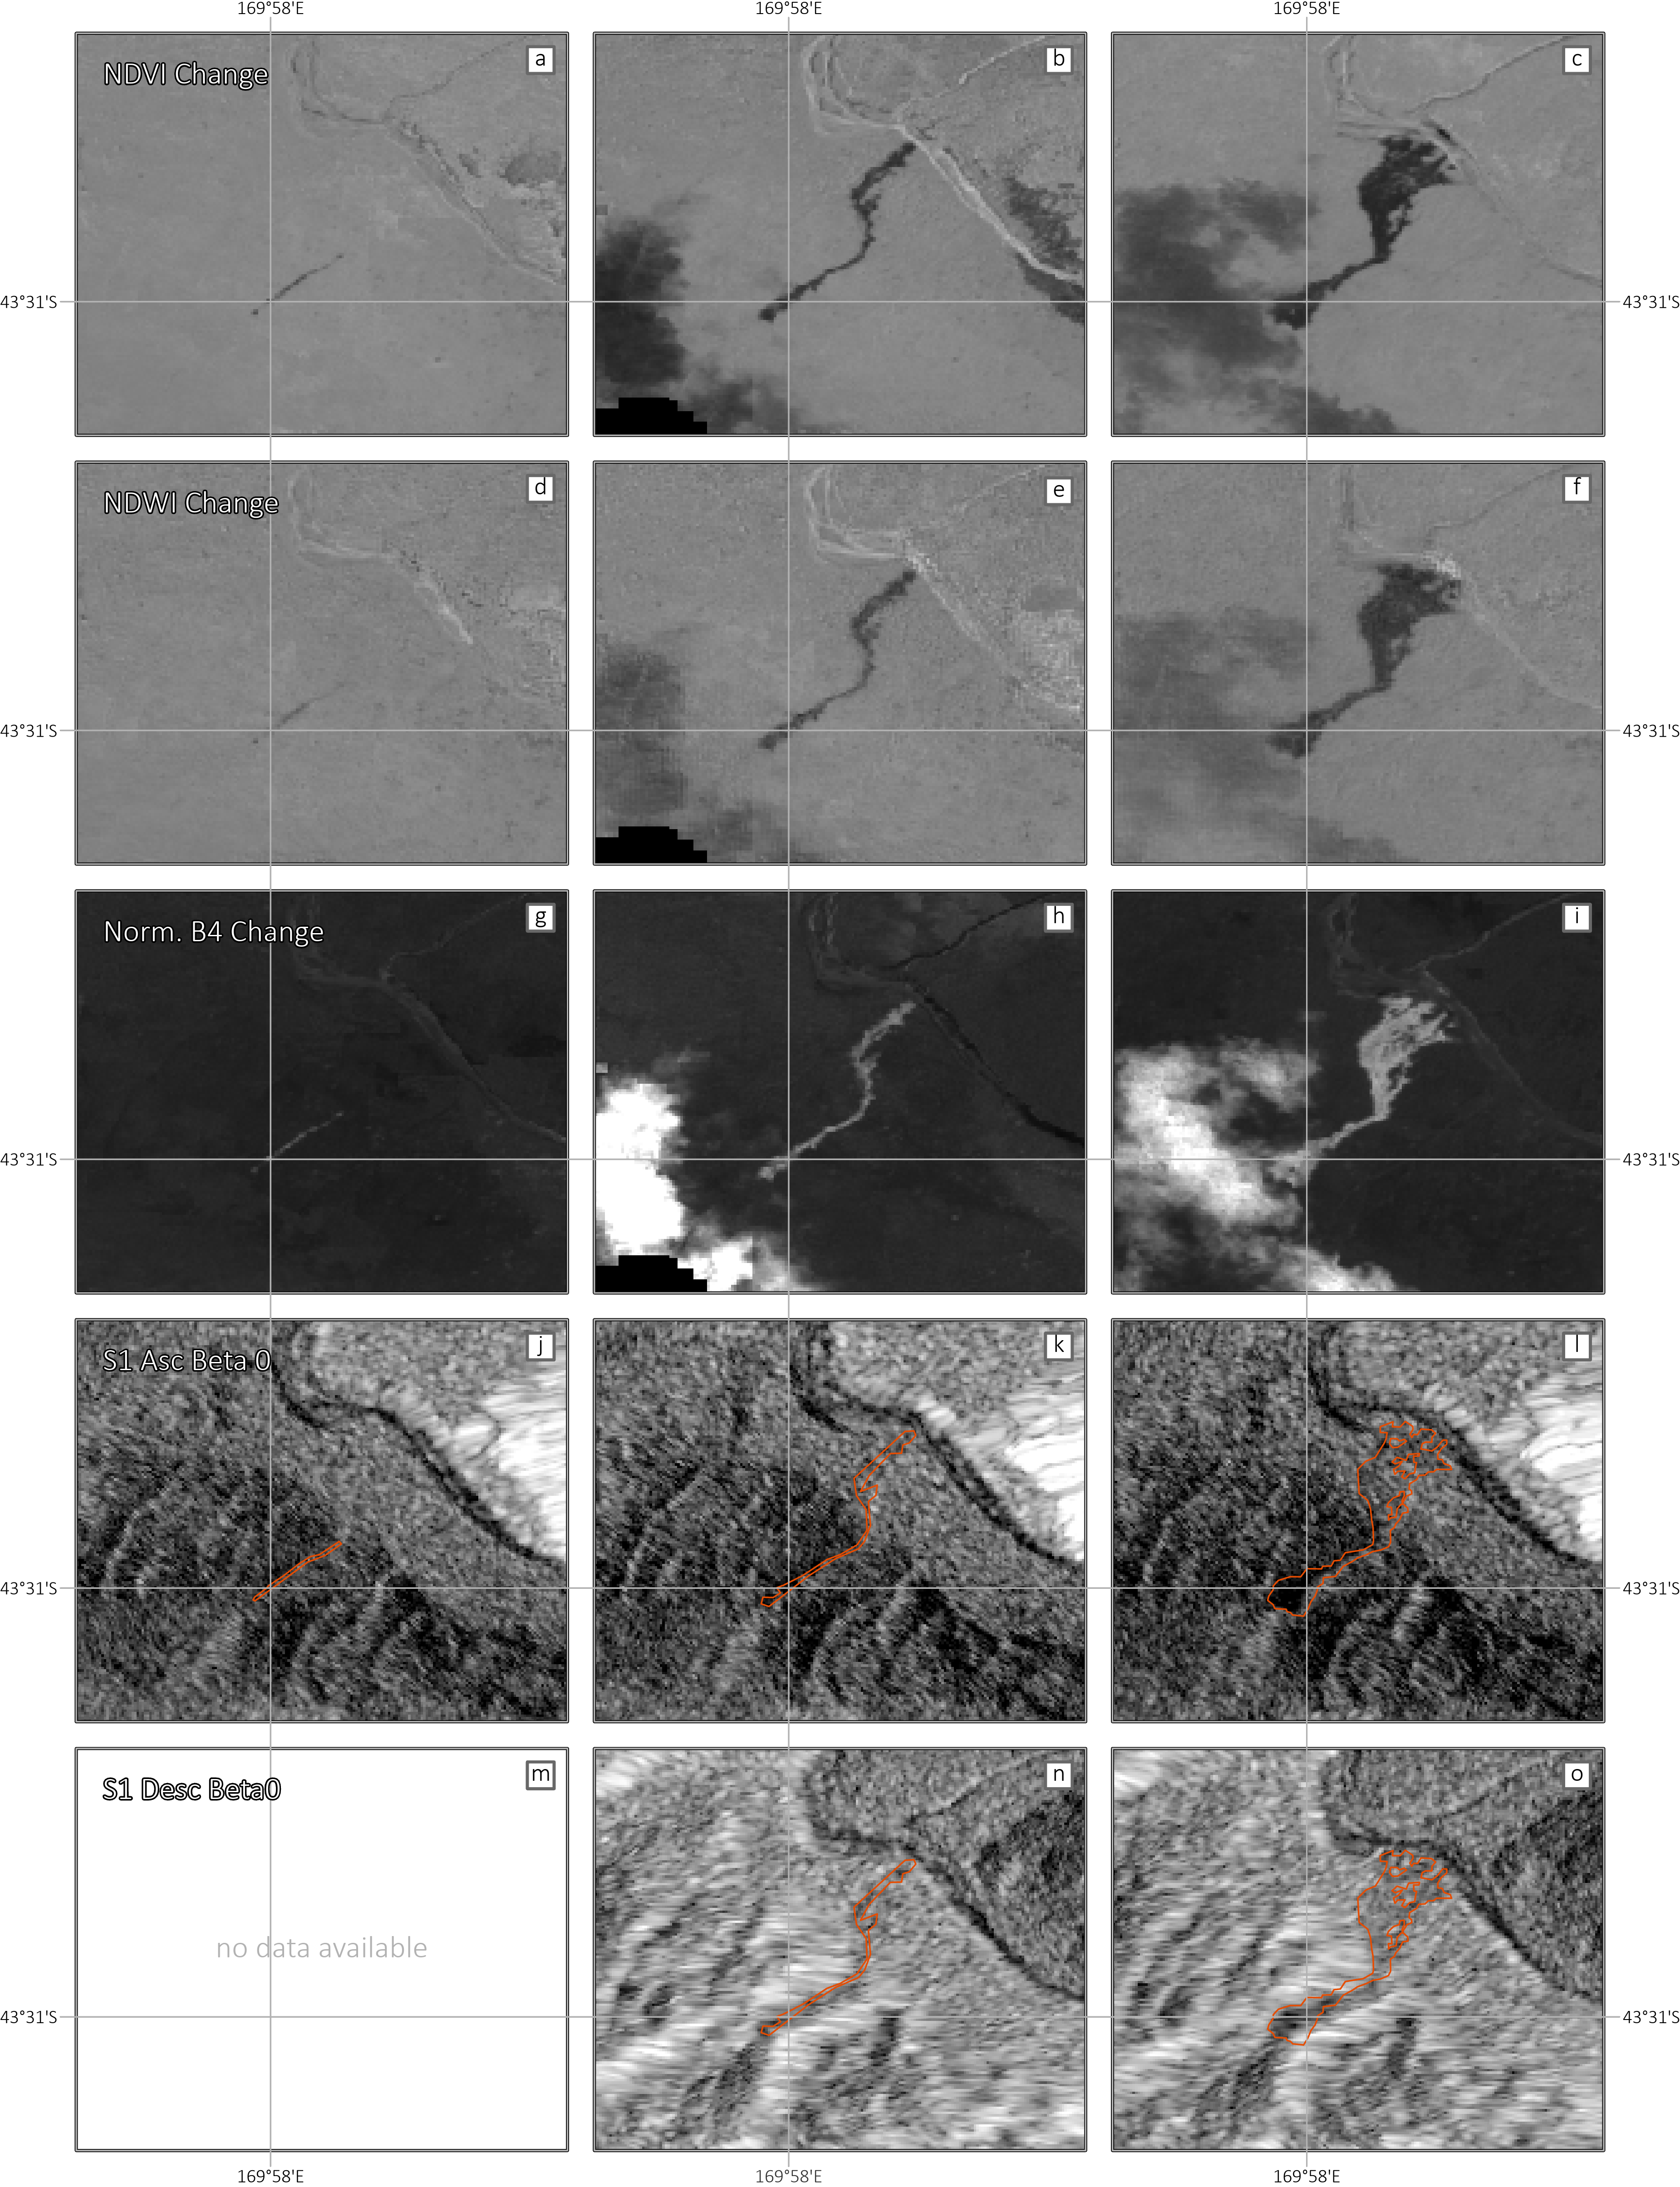 169°58'E 169°58'E 169°58'E
NDVI Change a b c
43°31'S 43°31'S
NDWI Change d e f
43°31'S 43°31'S
Norm. B4 Change g h i
43°31'S 43°31'S
S1 Asc Beta 0 j k l
43°31'S 43°31'S
S1 Desc Beta0 m n o
no data available
43°31'S 43°31'S
169°58'E 169°58'E 169°58'E